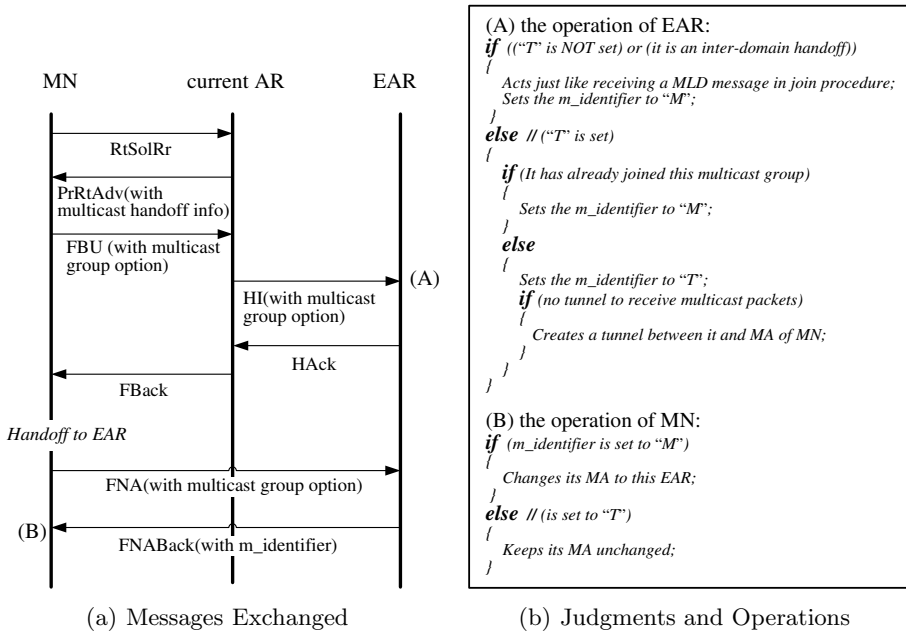 MN
current AR
EAR
RtSolRr
PrRtAdv(with
multicast handoff info)
FBU (with multicast
group option)
(A)
HI(with multicast
group option)
HAck
FBack
Handoff to EAR
FNA(with multicast group option)
(B)
FNABack(with m_identifier)
(a) Messages Exchanged
(A) the operation of EAR:
if ((“T” is NOT set) or (it is an inter-domain handoff))
{
Acts just like receiving a MLD message in join procedure;
Sets the m_identifier to “M”;
}
else // (“T” is set)
{
if (It has already joined this multicast group)
{
Sets the m_identifier to “M”;
}
else
{
Sets the m_identifier to “T”;
if (no tunnel to receive multicast packets)
{
Creates a tunnel between it and MA of MN;
}
}
}
(B) the operation of MN:
if (m_identifier is set to “M”)
{
Changes its MA to this EAR;
}
else // (is set to “T”)
{
Keeps its MA unchanged;
}
(b) Judgments and Operations